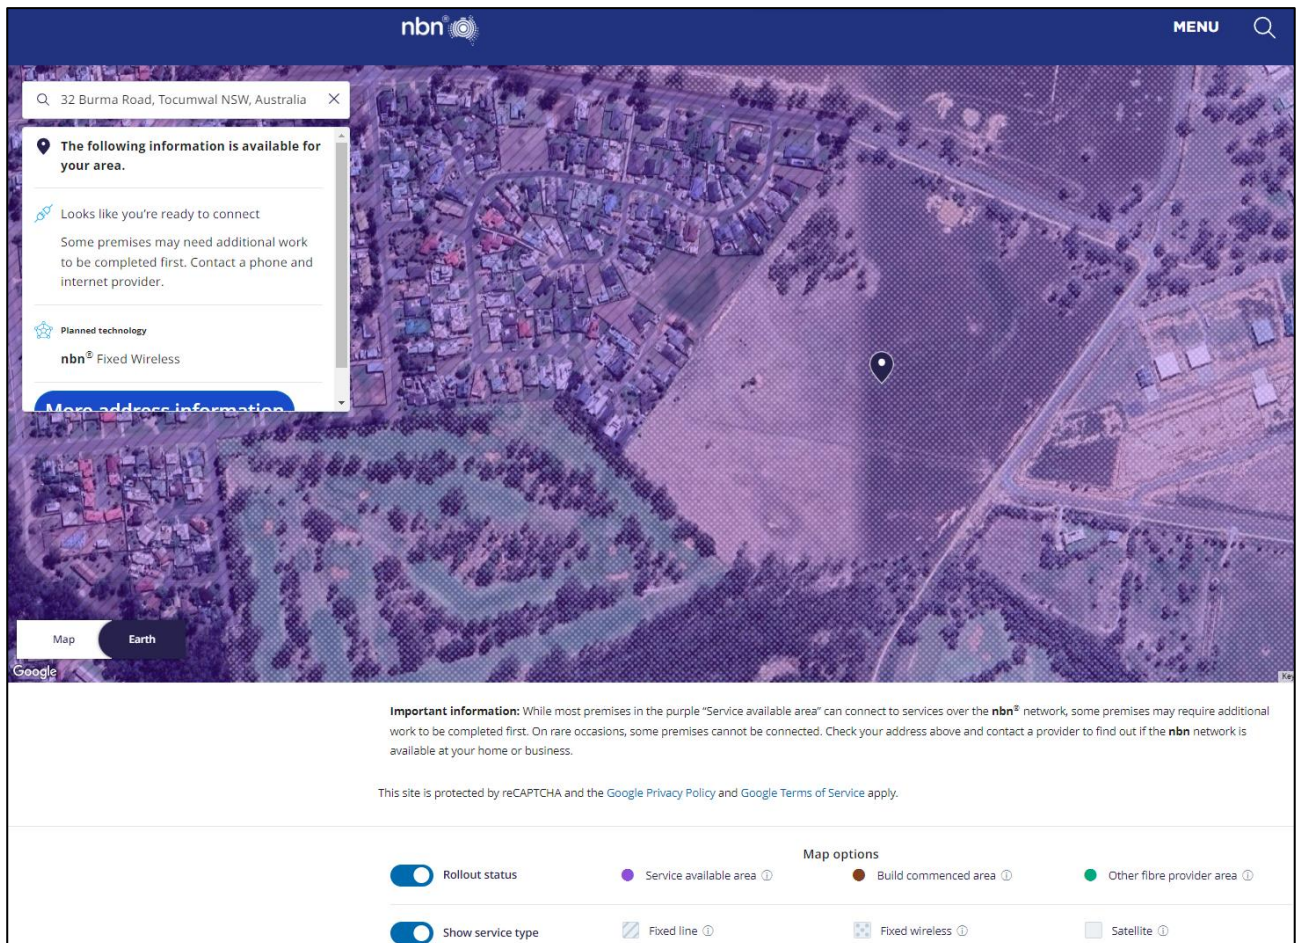 nbn®
MENU
32 Burma Road, Tocumwal NSW, Australia
The following information is available for
your area.
Looks like you're ready to connect
Some premises may need additional work
to be completed first. Contact a phone and
internet provider.
Planned technology
nbn® Fixed Wireless
More address information
Map
Earth
Google
Key
Important information: While most premises in the purple “Service available area” can connect to services over the nbn® network, some premises may require additional
work to be completed first. On rare occasions, some premises cannot be connected. Check your address above and contact a provider to find out if the nbn network is
available at your home or business.
This site is protected by reCAPTCHA and the Google Privacy Policy and Google Terms of Service apply.
Map options
Rollout status
Service available area
Build commenced area
Other fibre provider area
Show service type
Fixed line
Fixed wireless
Satellite